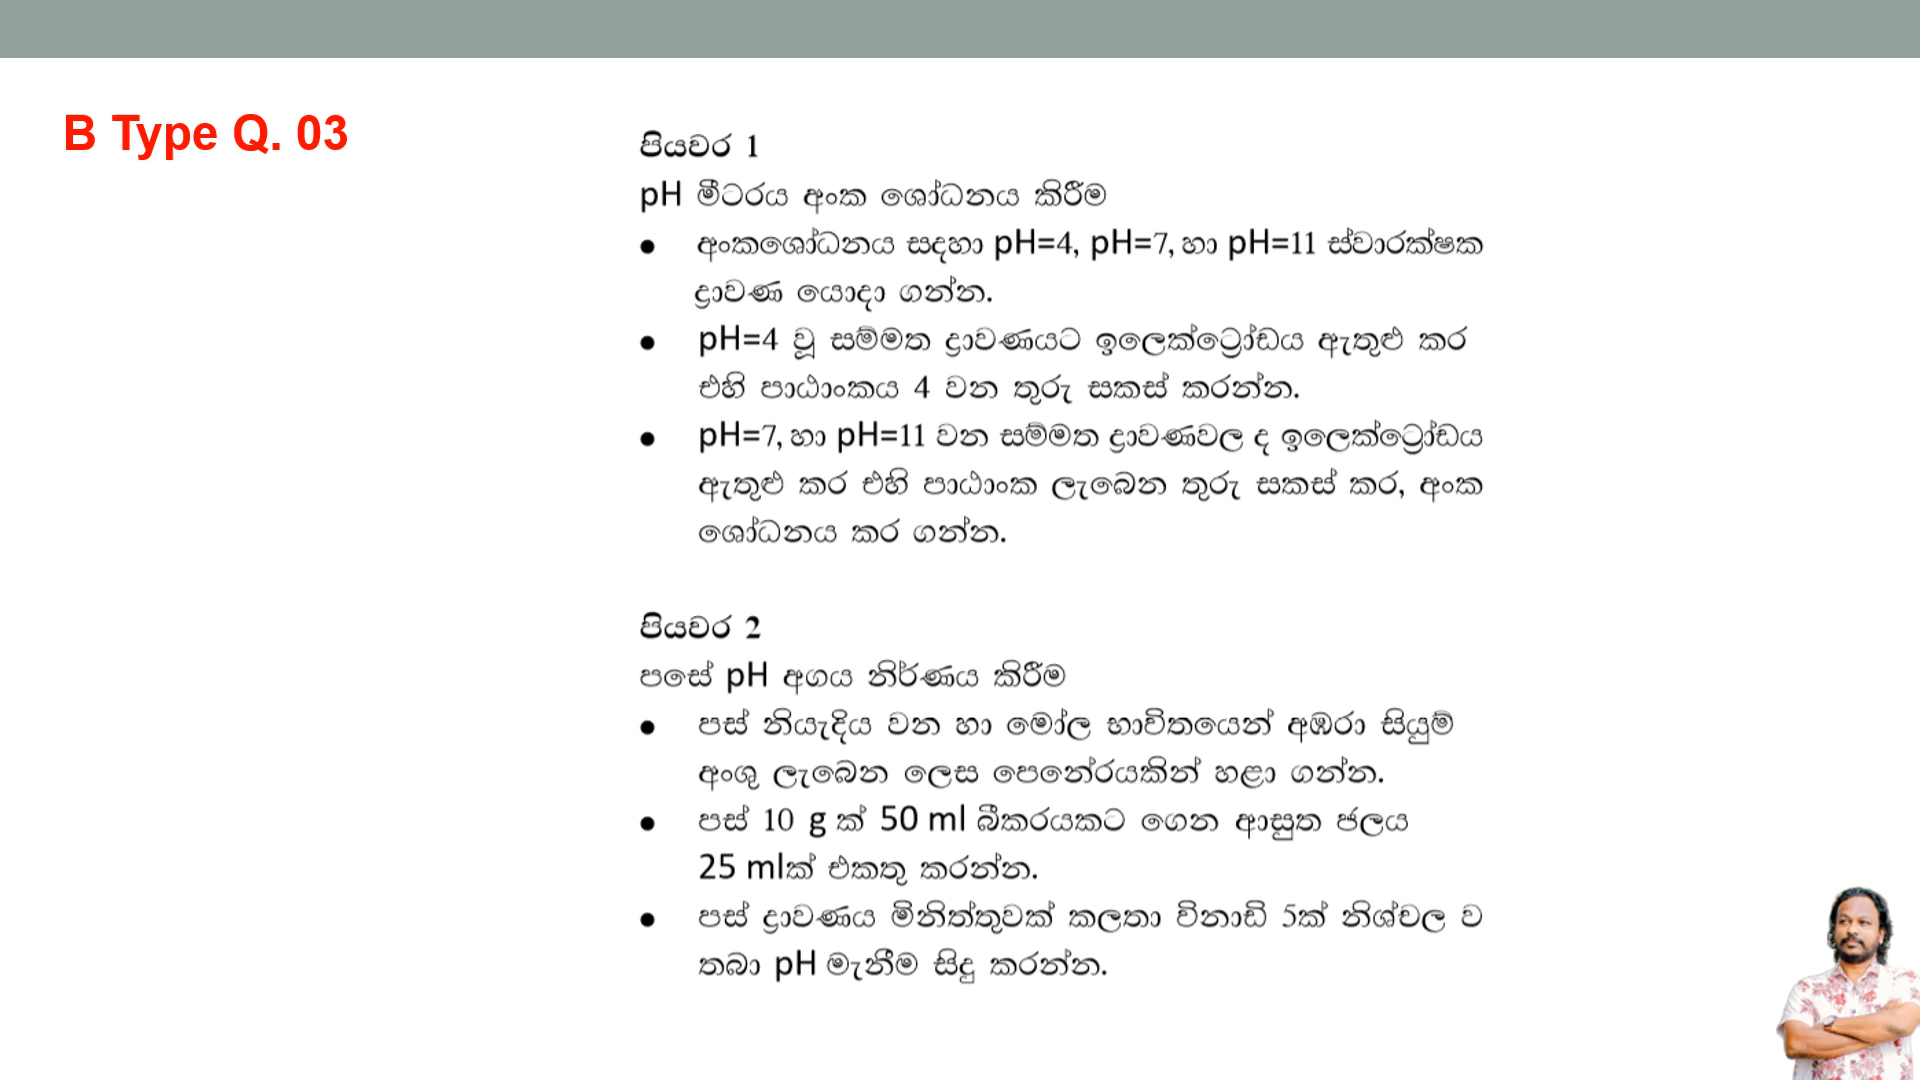 B Type Q. 03
පියවර 1
pH මීටරය අංක ශෝධනය කිරීම
● අංකශෝධනය සදහා pH=4, pH=7, හා pH=11 ස්වාරක්ෂක
ද්‍රාවණ යොදා ගන්න.
● pH=4 වූ සම්මත ද්‍රාවණයට ඉලෙක්ට්‍රෝඩය ඇතුළු කර
එහි පාඨාංකය 4 වන තුරු සකස් කරන්න.
● pH=7, හා pH=11 වන සම්මත ද්‍රාවණවල ද ඉලෙක්ට්‍රෝඩය
ඇතුළු කර එහි පාඨාංක ලැබෙන තුරු සකස් කර, අංක
ශෝධනය කර ගන්න.
පියවර 2
පසේ pH අගය නිර්ණය කිරීම
● පස් නියැදිය වන හා මෝල භාවිතයෙන් අඹරා සියුම්
අංශු ලැබෙන ලෙස පෙනේරයකින් හළා ගන්න.
● පස් 10 g ක් 50 ml බීකරයකට ගෙන ආසුත ජලය
25 mlක් එකතු කරන්න.
● පස් ද්‍රාවණය මිනිත්තුවක් කලතා විනාඩි 5ක් නිශ්චල ව
තබා pH මැනීම සිදු කරන්න.